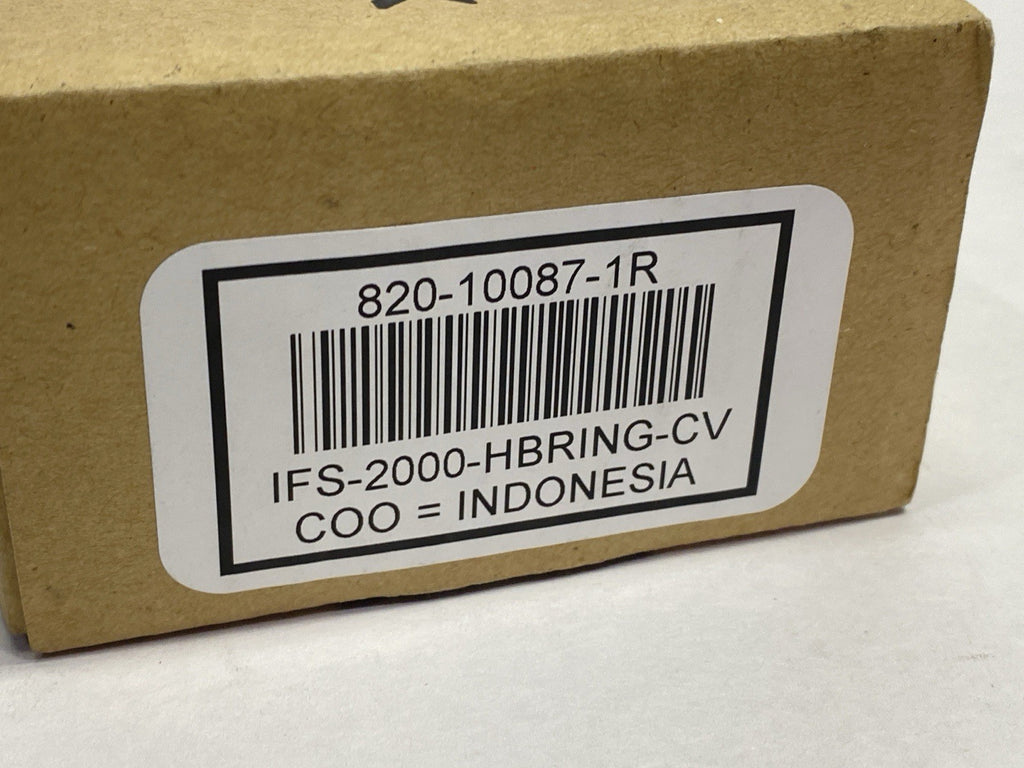 820-10087-1R
IFS-2000-HBRING-CV
COO = INDONESIA